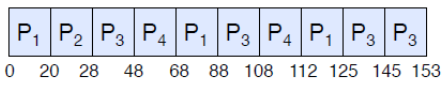 P₁ P₂ P₃ P₄ P₁ P₃ P₄ P₁ P₃ P₃
0 20 28 48 68 88 108 112 125 145 153